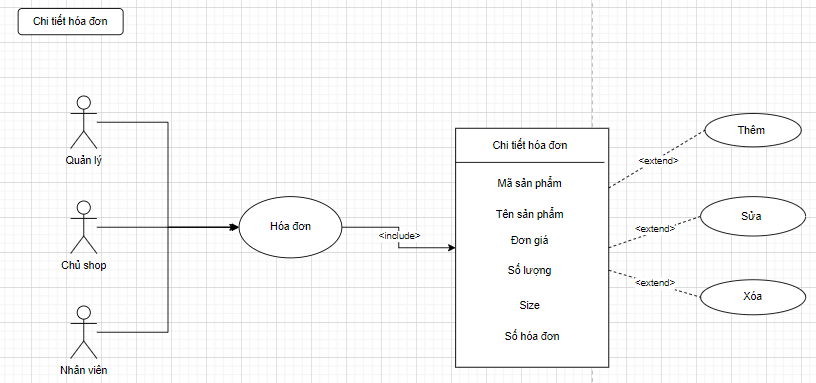 Chi tiết hóa đơn
Quản lý
Chủ shop
Nhân viên
Hóa đơn
<include>
Chi tiết hóa đơn
Mã sản phẩm
Tên sản phẩm
Đơn giá
Số lượng
Size
Số hóa đơn
<extend>
<extend>
<extend>
Thêm
Sửa
Xóa